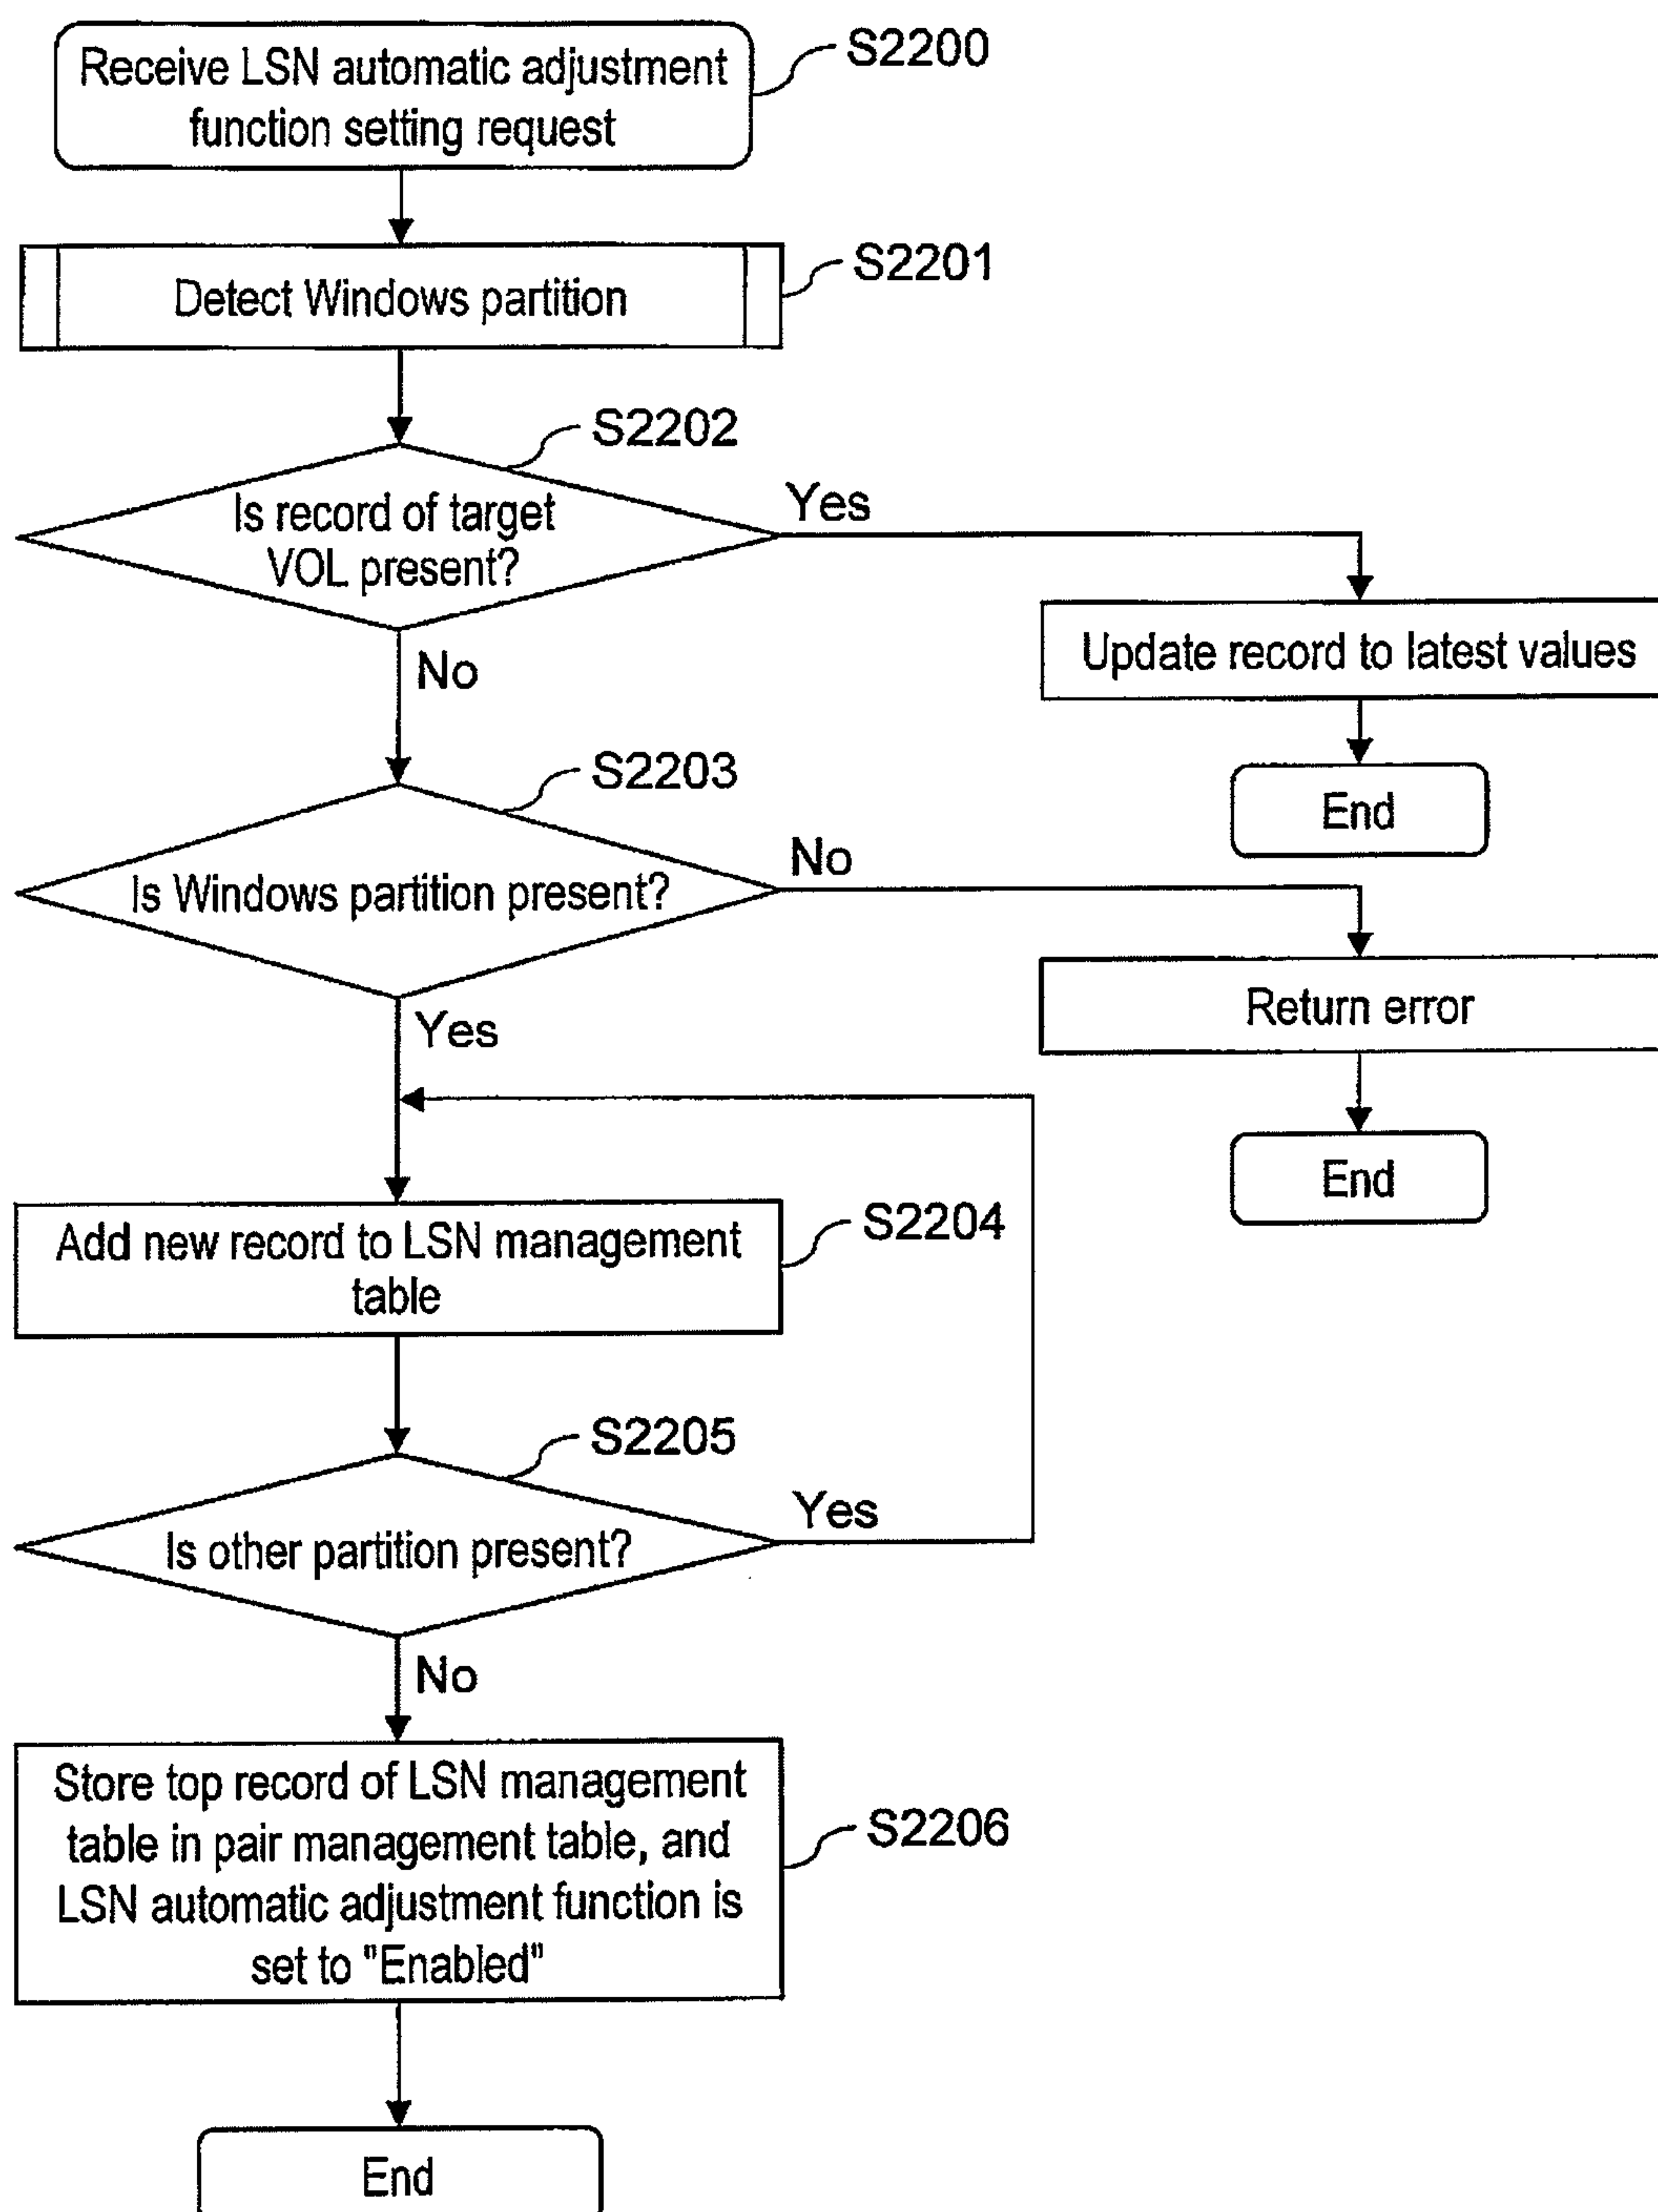 Receive LSN automatic adjustment
function setting request
S2200
Detect Windows partition
S2201
S2202
Is record of target
VOL present?
Yes
Update record to latest values
End
No
S2203
Is Windows partition present?
No
Return error
End
Yes
Add new record to LSN management
table
S2204
S2205
Is other partition present?
Yes
No
Store top record of LSN management
table in pair management table, and
LSN automatic adjustment function is
set to "Enabled"
S2206
End